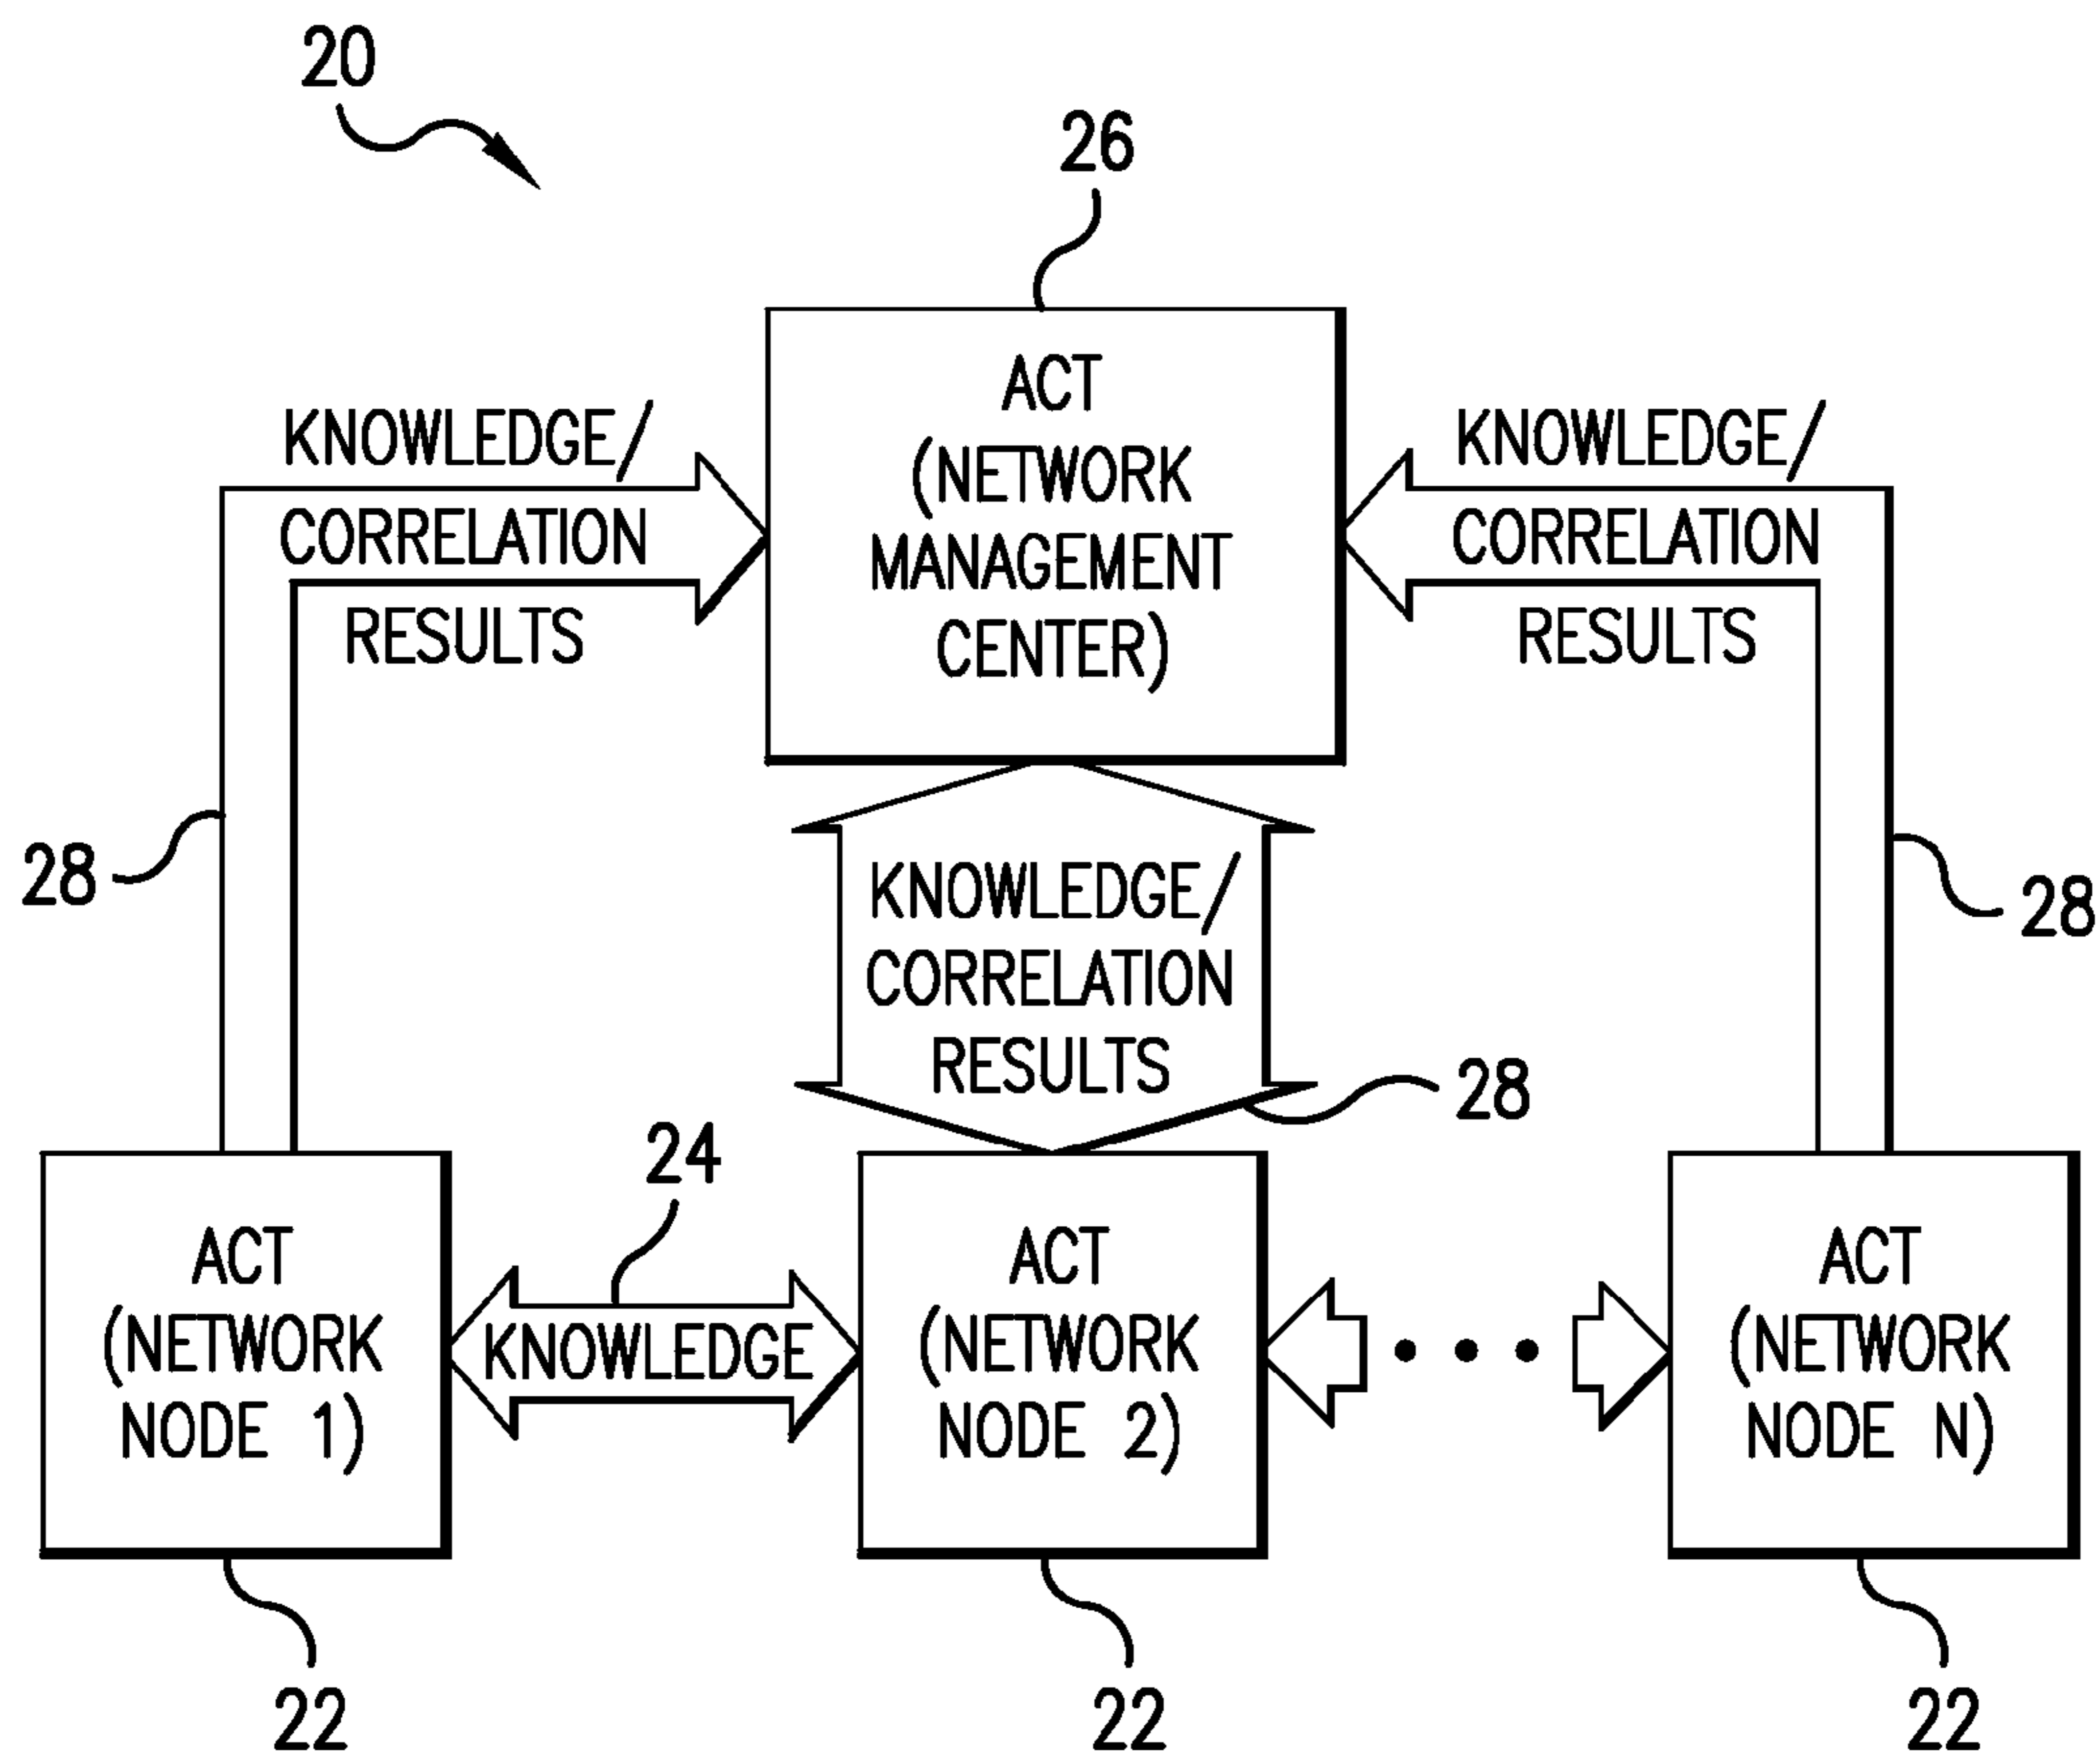 20
26
ACT
(NETWORK
MANAGEMENT
CENTER)
KNOWLEDGE/
CORRELATION
RESULTS
KNOWLEDGE/
CORRELATION
RESULTS
28
KNOWLEDGE/
CORRELATION
RESULTS
28
28
24
ACT
(NETWORK
NODE 1)
KNOWLEDGE
ACT
(NETWORK
NODE 2)
ACT
(NETWORK
NODE N)
22
22
22